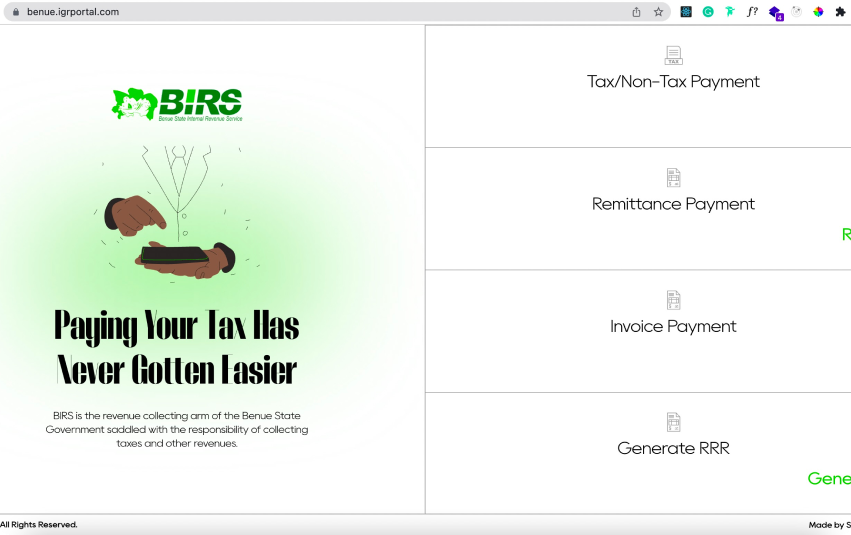 benue.igrportal.com
f?
4
BIRS
Benue State Internal Revenue Service
Paying Your Tax Has
Never Gotten Easier
BIRS is the revenue collecting arm of the Benue State
Government saddled with the responsibility of collecting
taxes and other revenues.
TAX
Tax/Non-Tax Payment
Remittance Payment
R
Invoice Payment
Generate RRR
Gene
All Rights Reserved.
Made by S